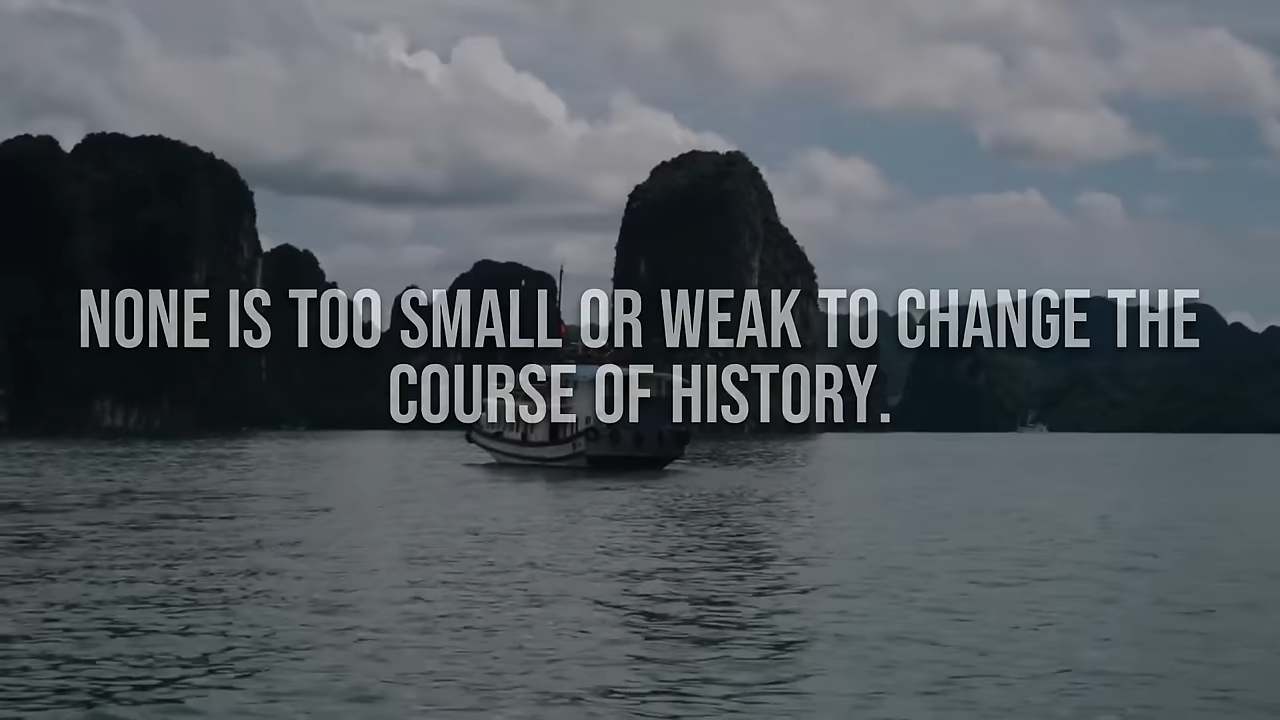 NONE IS TOO SMALL OR WEAK TO CHANGE THE
COURSE OF HISTORY.